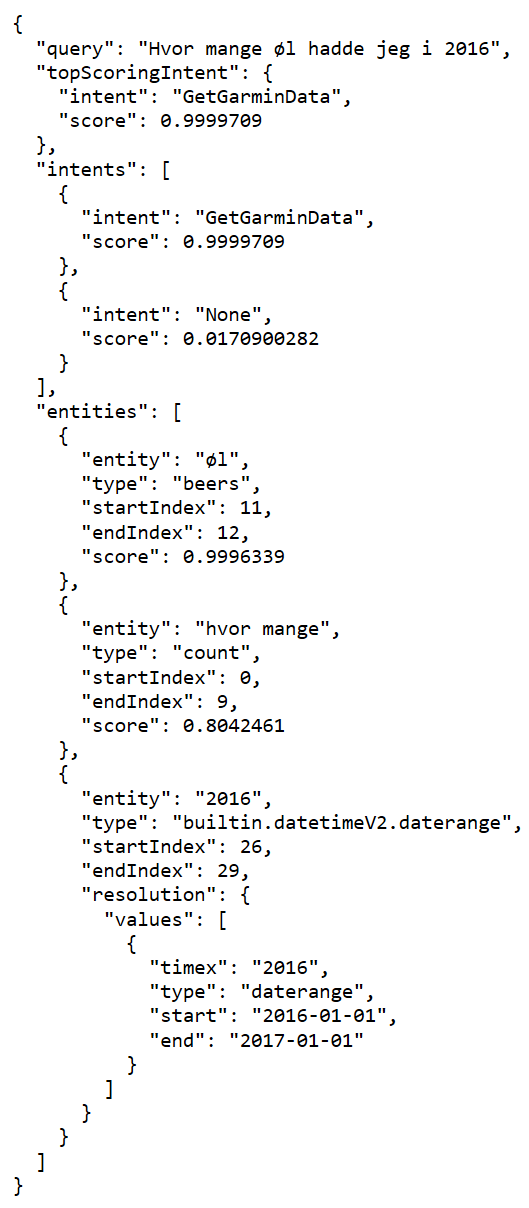 {
  "query": "Hvor mange øl hadde jeg i 2016",
  "topScoringIntent": {
    "intent": "GetGarminData",
    "score": 0.9999709
  },
  "intents": [
    {
      "intent": "GetGarminData",
      "score": 0.9999709
    },
    {
      "intent": "None",
      "score": 0.0170900282
    }
  ],
  "entities": [
    {
      "entity": "øl",
      "type": "beers",
      "startIndex": 11,
      "endIndex": 12,
      "score": 0.9996339
    },
    {
      "entity": "hvor mange",
      "type": "count",
      "startIndex": 0,
      "endIndex": 9,
      "score": 0.8042461
    },
    {
      "entity": "2016",
      "type": "builtin.datetimeV2.daterange",
      "startIndex": 26,
      "endIndex": 29,
      "resolution": {
        "values": [
          {
            "timex": "2016",
            "type": "daterange",
            "start": "2016-01-01",
            "end": "2017-01-01"
          }
        ]
      }
    }
  ]
}